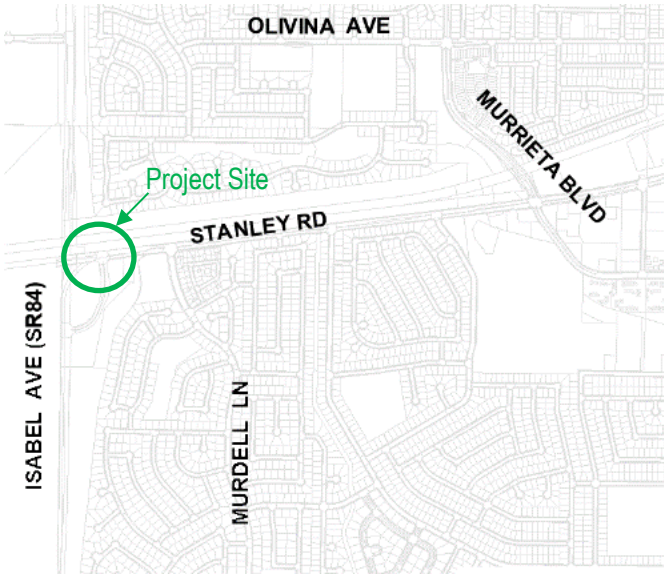 OLIVINA AVE
MURRIETA BLVD
Project Site
STANLEY RD
ISABEL AVE (SR84)
MURDELL LN